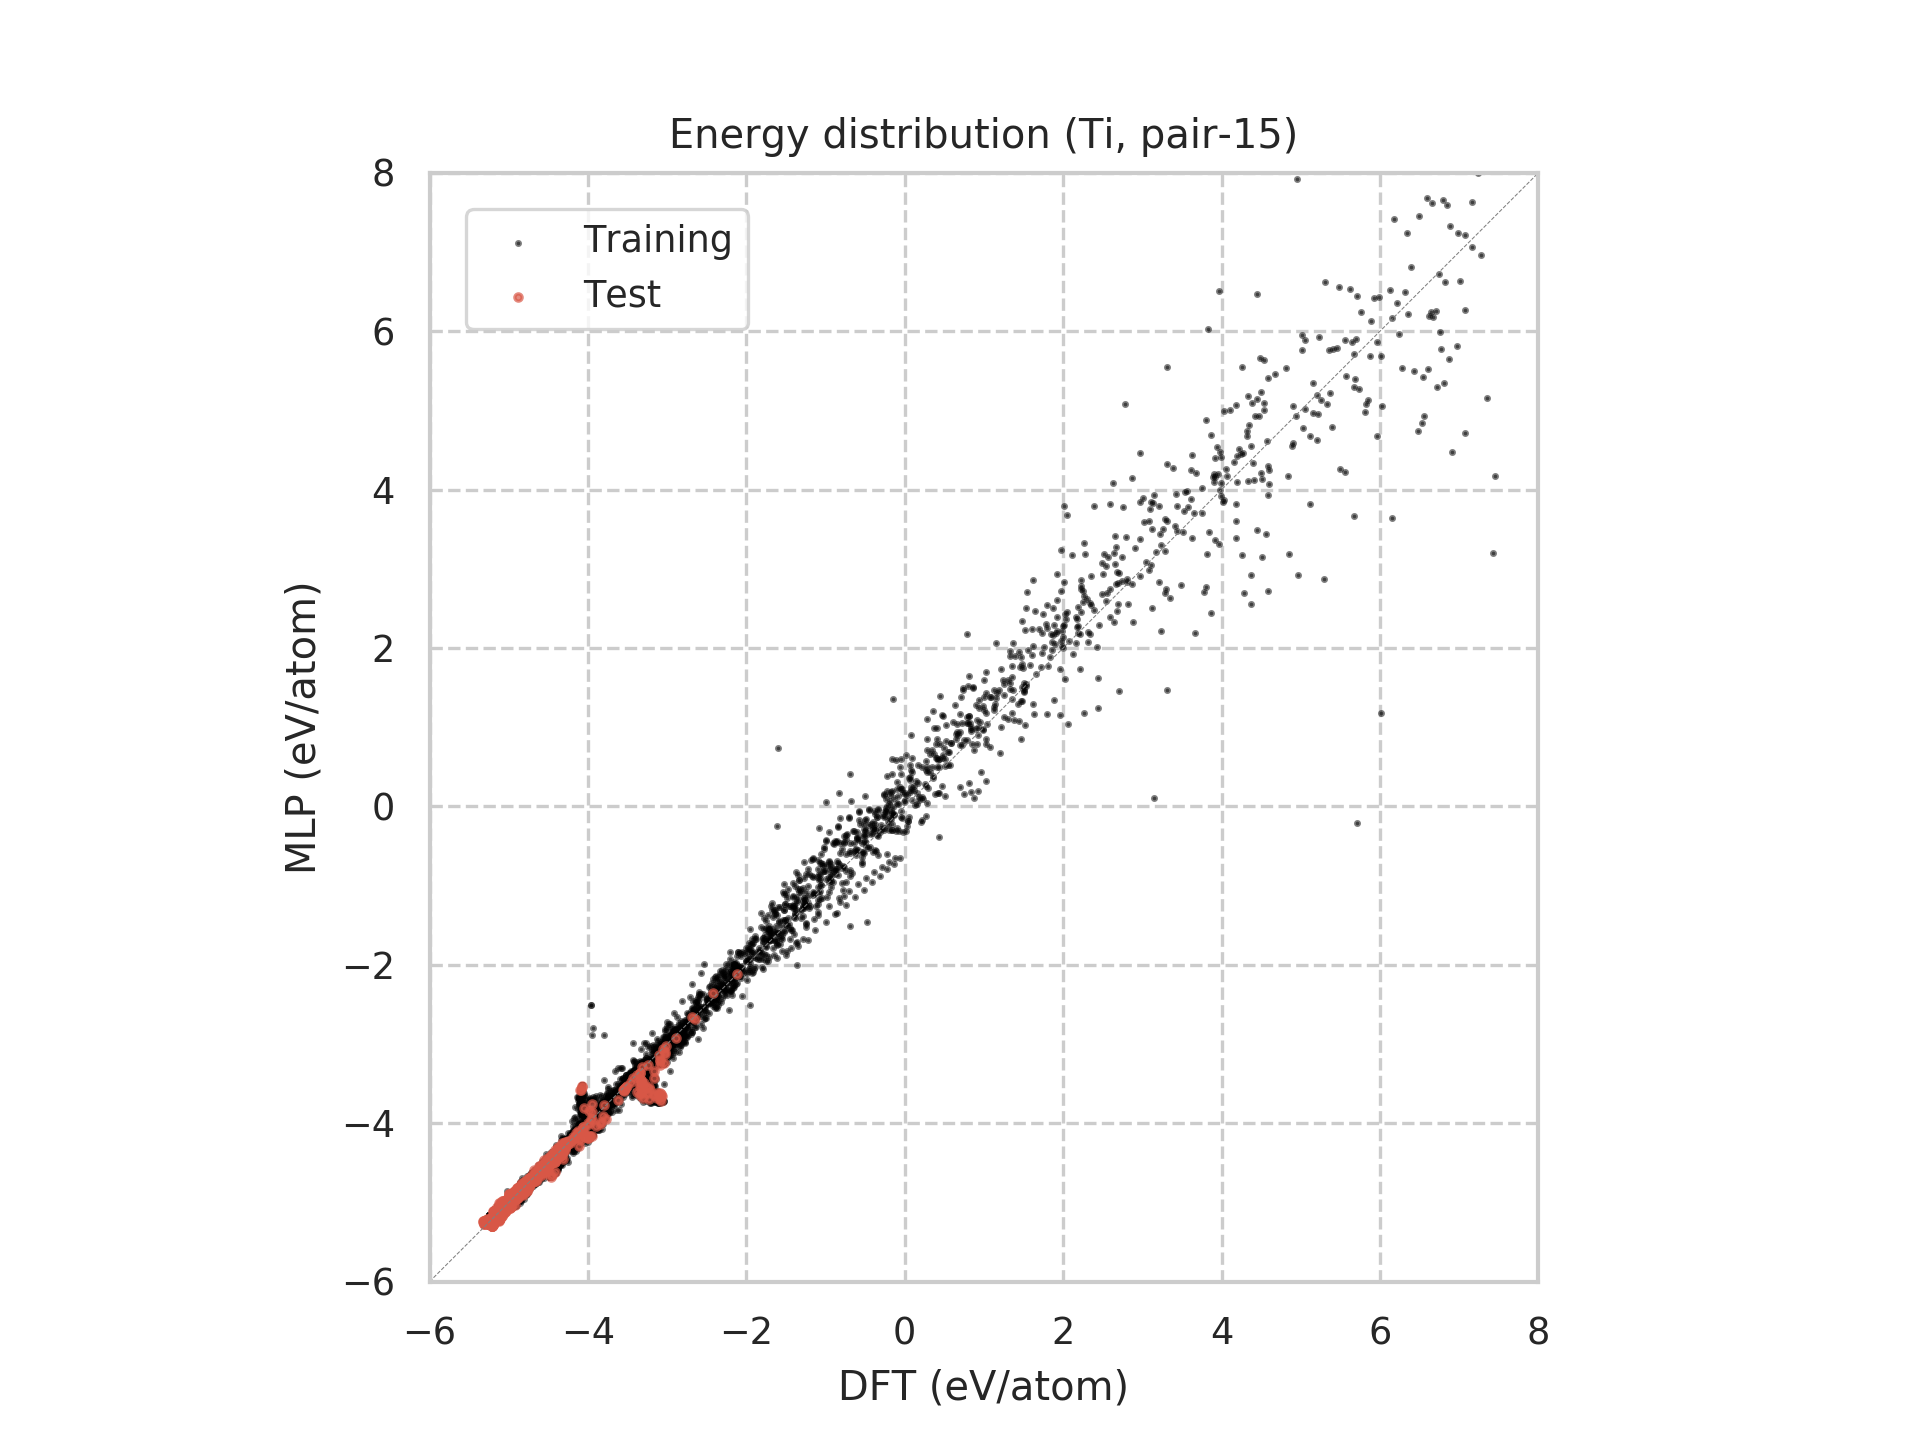 Energy distribution (Ti, pair-15)
Training
Test
MLP (eV/atom)
8
6
4
2
0
−2
−4
−6
−6 −4 −2 0 2 4 6 8
DFT (eV/atom)